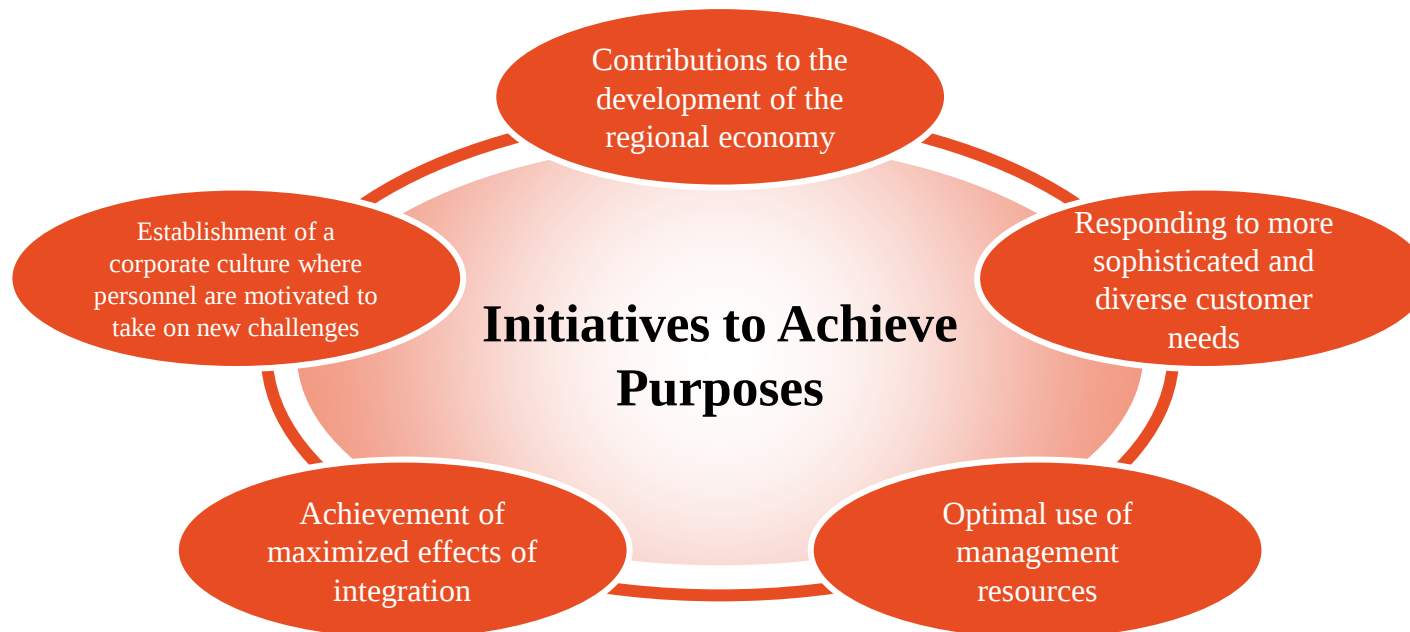 Contributions to the
development of the
regional economy
Responding to more
sophisticated and
diverse customer
needs
Establishment of a
corporate culture where
personnel are motivated to
take on new challenges
Initiatives to Achieve
Purposes
Achievement of
maximized effects of
integration
Optimal use of
management
resources